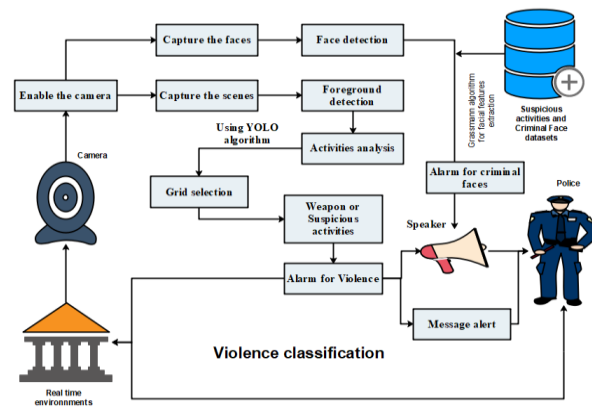 Capture the faces
Face detection
Enable the camera
Capture the scenes
Foreground
detection
Grassmann algorithm
for facial features
extraction
Suspicious
activities and
Criminal Face
datasets
Using YOLO
algorithm
Activities analysis
Camera
Grid selection
Alarm for criminal
faces
Police
Weapon or
Suspicious
activities
Speaker
Alarm for Violence
Message alert
Violence classification
Real time
environnments